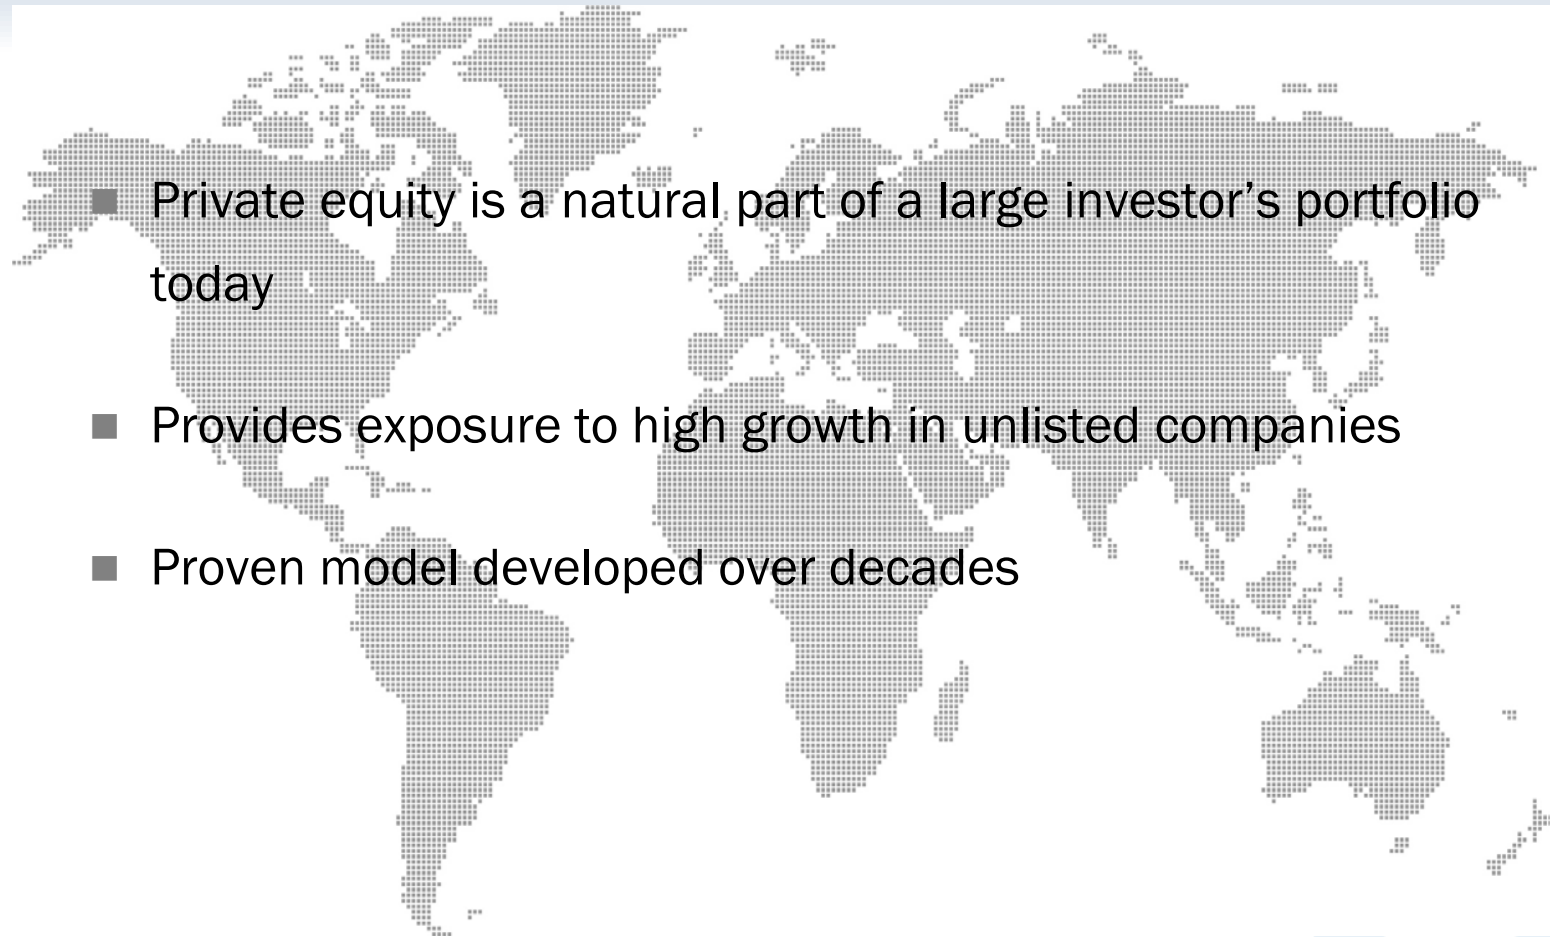 ■ Private equity is a natural part of a large investor’s portfolio
today
■ Provides exposure to high growth in unlisted companies
■ Proven model developed over decades